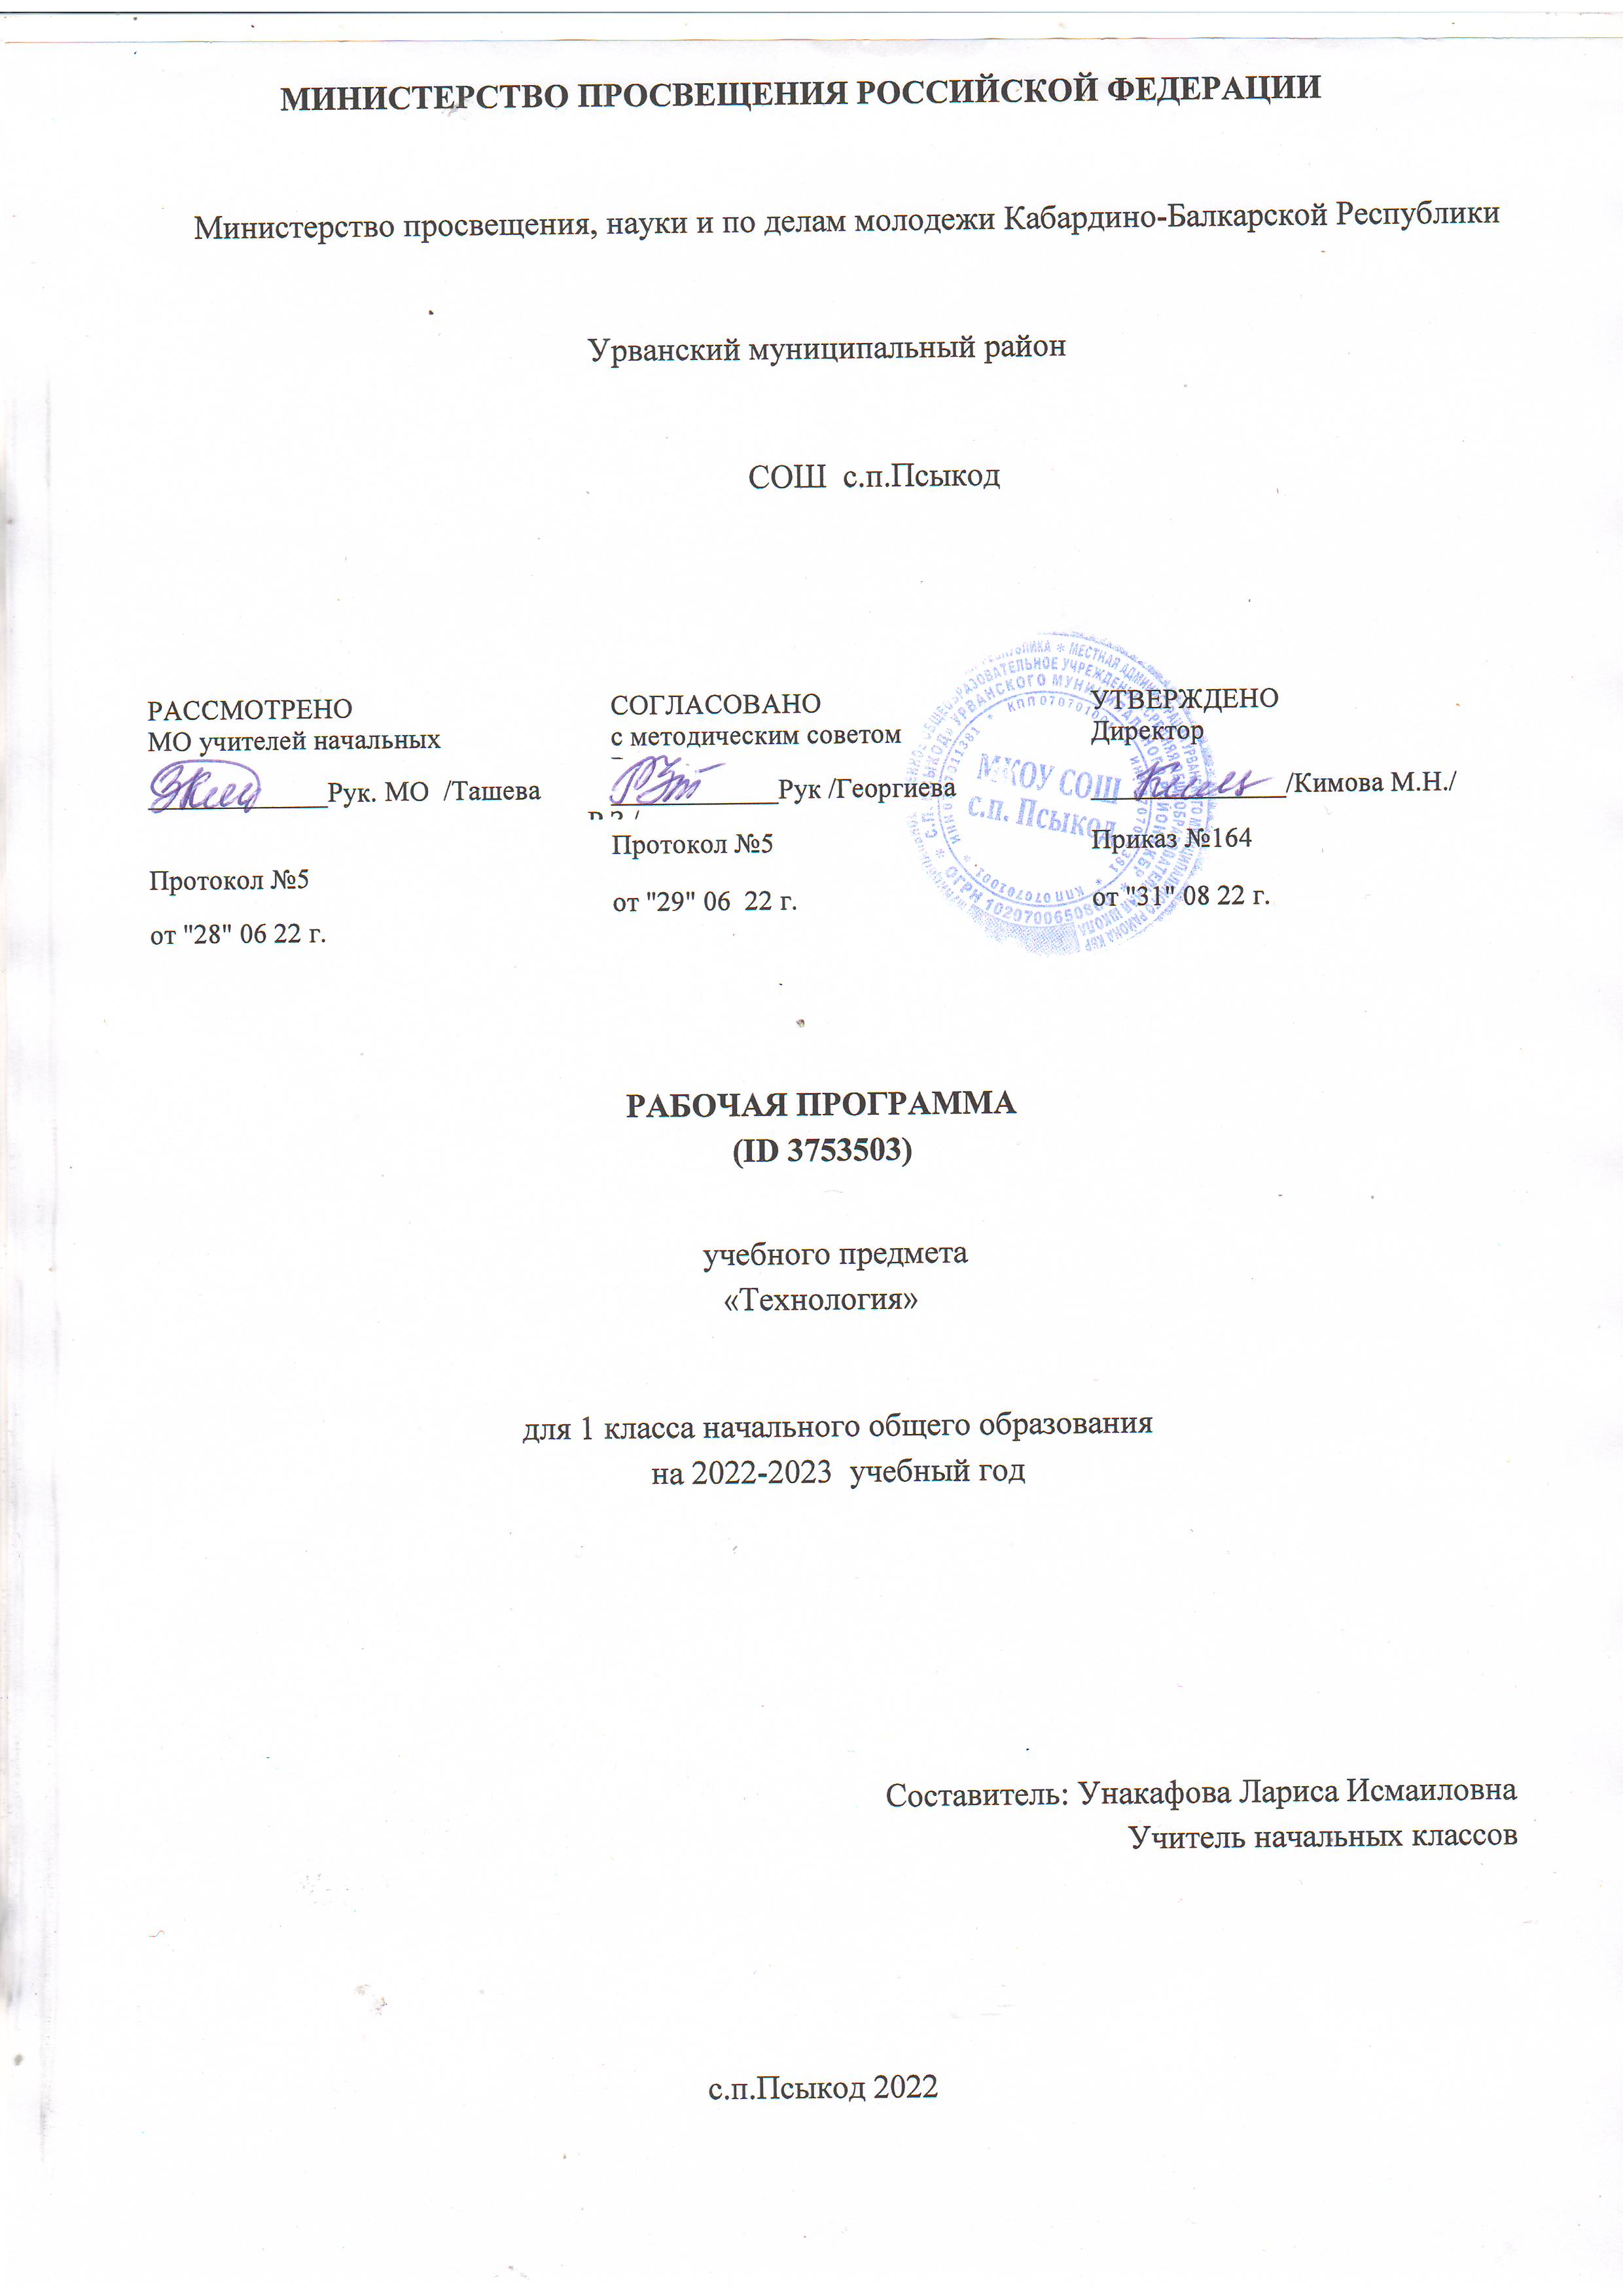 МИНИСТЕРСТВО ПРОСВЕЩЕНИЯ РОССИЙСКОЙ ФЕДЕРАЦИИ
Министерство просвещения, науки и по делам молодежи Кабардино-Балкарской Республики
Урванский муниципальный район
СОШ с.п.Псыкод
РАССМОТРЕНО
МО учителей начальных
Рук. МО /Ташева
Протокол №5
от "28" 06 22 г.
СОГЛАСОВАНО
с методическим советом
Рук /Георгиева
Протокол №5
от "29" 06 22 г.
УТВЕРЖДЕНО
Директор
/Кимова М.Н./
Приказ №164
от "31" 08 22 г.
МКОУ СОШ
с.п. Псыкод
РАБОЧАЯ ПРОГРАММА
(ID 3753503)
учебного предмета
«Технология»
для 1 класса начального общего образования
на 2022-2023 учебный год
Составитель: Унакафова Лариса Исмаиловна
Учитель начальных классов
с.п.Псыкод 2022